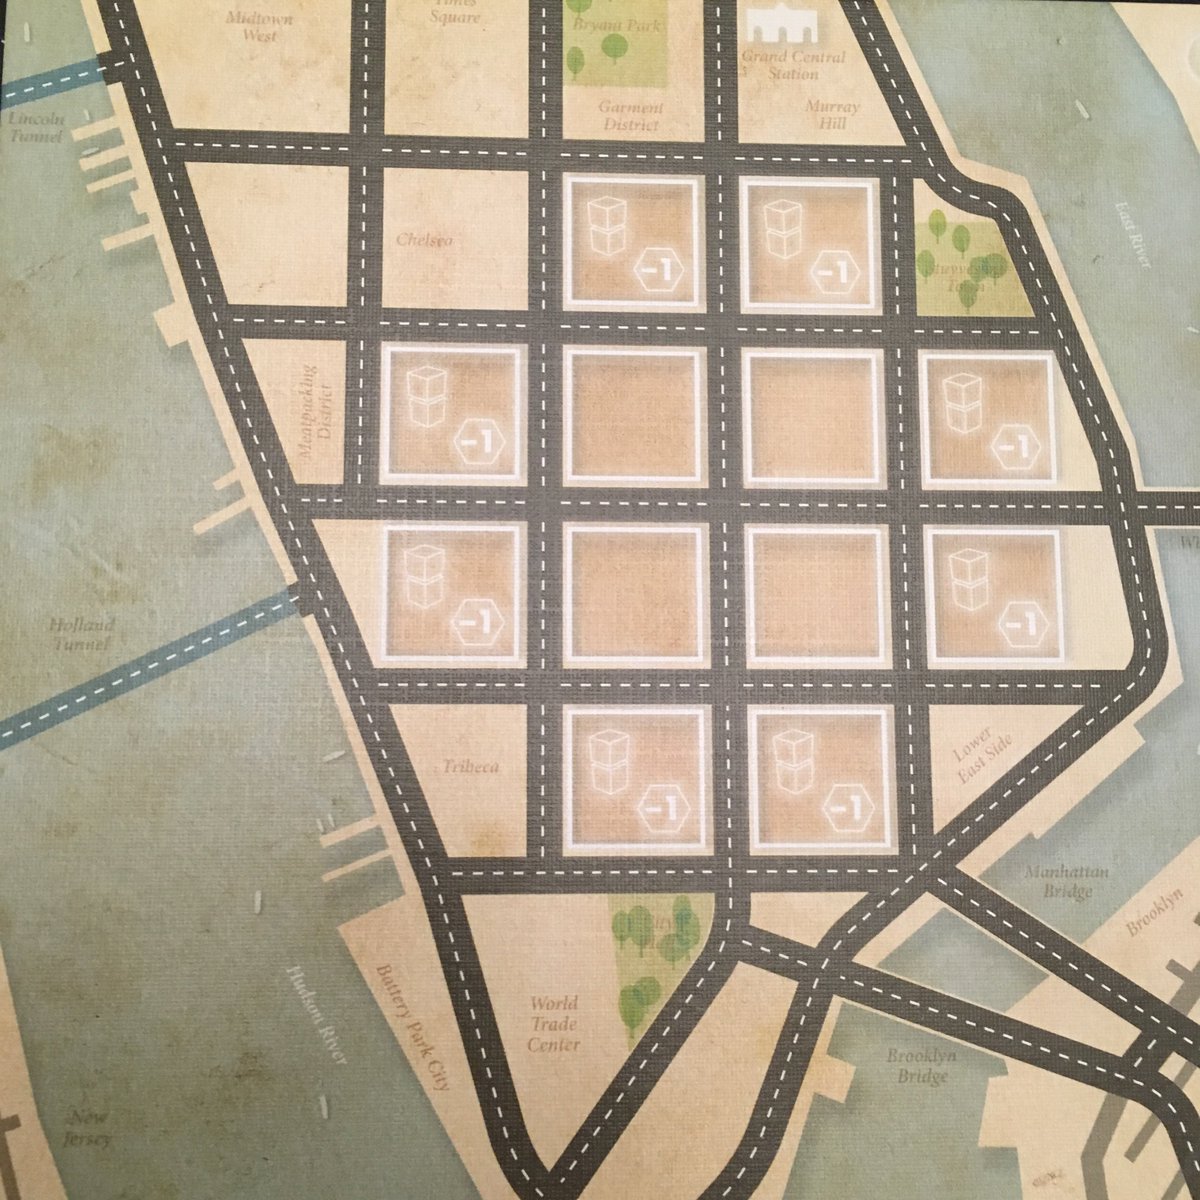 Midtown
West
Times
Square
Bryant Park
Grand Central
Station
Garment
District
Murray
Hill
Lincoln
Tunnel
Chelsea
East River
-1
-1
Meatpacking
District
-1
-1
Holland
Tunnel
-1
-1
Tribeca
Lower
East Side
-1
-1
Manhattan
Bridge
Brooklyn
World
Trade
Center
Battery Park City
Hudson River
Brooklyn
Bridge
New
Jersey